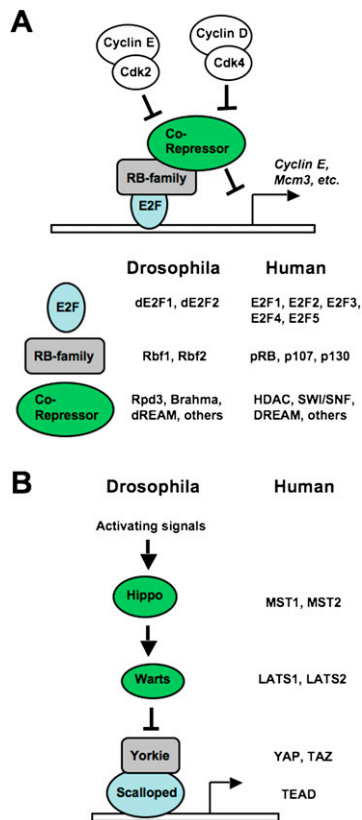 A
Cyclin E
Cdk2
Cyclin D
Cdk4
Co-
Repressor
RB-family
E2F
Cyclin E,
Mcm3, etc.
Drosophila Human
E2F
dE2F1, dE2F2
E2F1, E2F2, E2F3,
E2F4, E2F5
RB-family
Rbf1, Rbf2
pRB, p107, p130
Co-
Repressor
Rpd3, Brahma,
dREAM, others
HDAC, SWI/SNF,
DREAM, others
B
Drosophila Human
Activating signals
Hippo
MST1, MST2
Warts
LATS1, LATS2
Yorkie
YAP, TAZ
Scalloped
TEAD